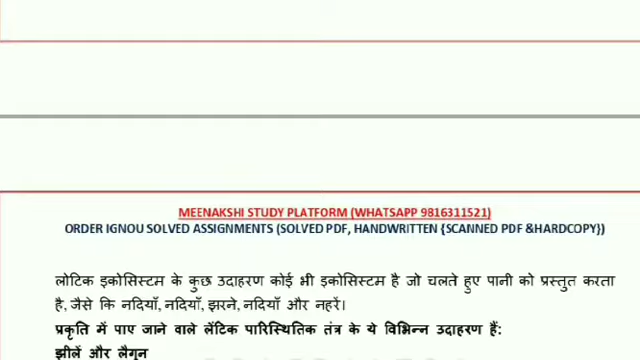 MEENAKSHI STUDY PLATFORM (WHATSAPP 9816311521)
ORDER IGNOU SOLVED ASSIGNMENTS (SOLVED PDF, HANDWRITTEN {SCANNED PDF &HARDCOPY})
लोटिक इकोसिस्टम के कुछ उदाहरण कोई भी इकोसिस्टम है जो चलते हुए पानी को प्रस्तुत करता
है, जैसे कि नदियाँ, नदियाँ, झरने, नदियाँ और नहरें।
प्रकृति में पाए जाने वाले लेंटिक पारिस्थितिक तंत्र के ये विभिन्न उदाहरण हैं:
झीलें और लैगून